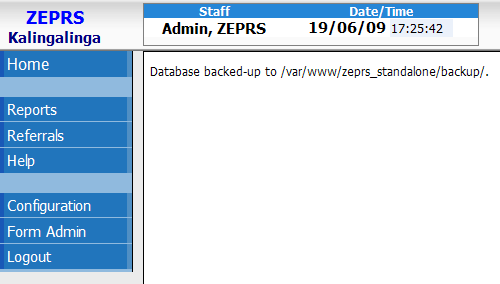 ZEPRS
Kalingalinga
Staff Date/Time
Admin, ZEPRS 19/06/09 17:25:42
Home
Reports
Referrals
Help
Configuration
Form Admin
Logout
Database backed-up to /var/www/zeprs_standalone/backup/.